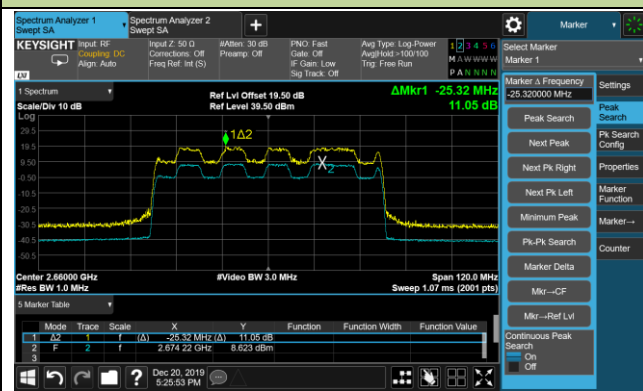 Spectrum Analyzer 1
Swept SA
Spectrum Analyzer 2
Swept SA
+
Marker
KEYSIGHT
Input: RF
Coupling: DC
Align: Auto
Input Z: 50 Ω
Corrections: Off
Freq Ref: Int (S)
#Atten: 30 dB
Preamp: Off
PNO: Fast
Gate: Off
IF Gain: Low
Sig Track: Off
Avg Type: Log-Power
Avg|Hold:>100/100
Trig: Free Run
1 2 3 4 5 6
M A W W W W
P A N N N N
LXI
Select Marker
Marker 1
Marker Δ Frequency
-25.320000 MHz
Peak Search
Next Peak
Next Pk Right
Next Pk Left
Minimum Peak
Pk-Pk Search
Marker Delta
Mkr→CF
Mkr→Ref Lvl
Continuous Peak
Search
On
Off
Settings
Peak
Search
Pk Search
Config
Properties
Marker
Function
Marker→
Counter
1 Spectrum
Scale/Div 10 dB
Ref Lvl Offset 19.50 dB
Ref Level 39.50 dBm
ΔMkr1 -25.32 MHz
11.05 dB
Log
29.5
19.5
9.50
-0.500
-10.5
-20.5
-30.5
-40.5
-50.5
1Δ2
X2
Center 2.66000 GHz
#Res BW 1.0 MHz
#Video BW 3.0 MHz
Span 120.0 MHz
Sweep 1.07 ms (2001 pts)
5 Marker Table
Mode Trace Scale X Y Function Function Width Function Value
1 Δ2 1 f (Δ) -25.32 MHz (Δ) 11.05 dB
2 F 2 f 2.674 22 GHz 8.623 dBm
3
?
Dec 20, 2019
5:25:53 PM